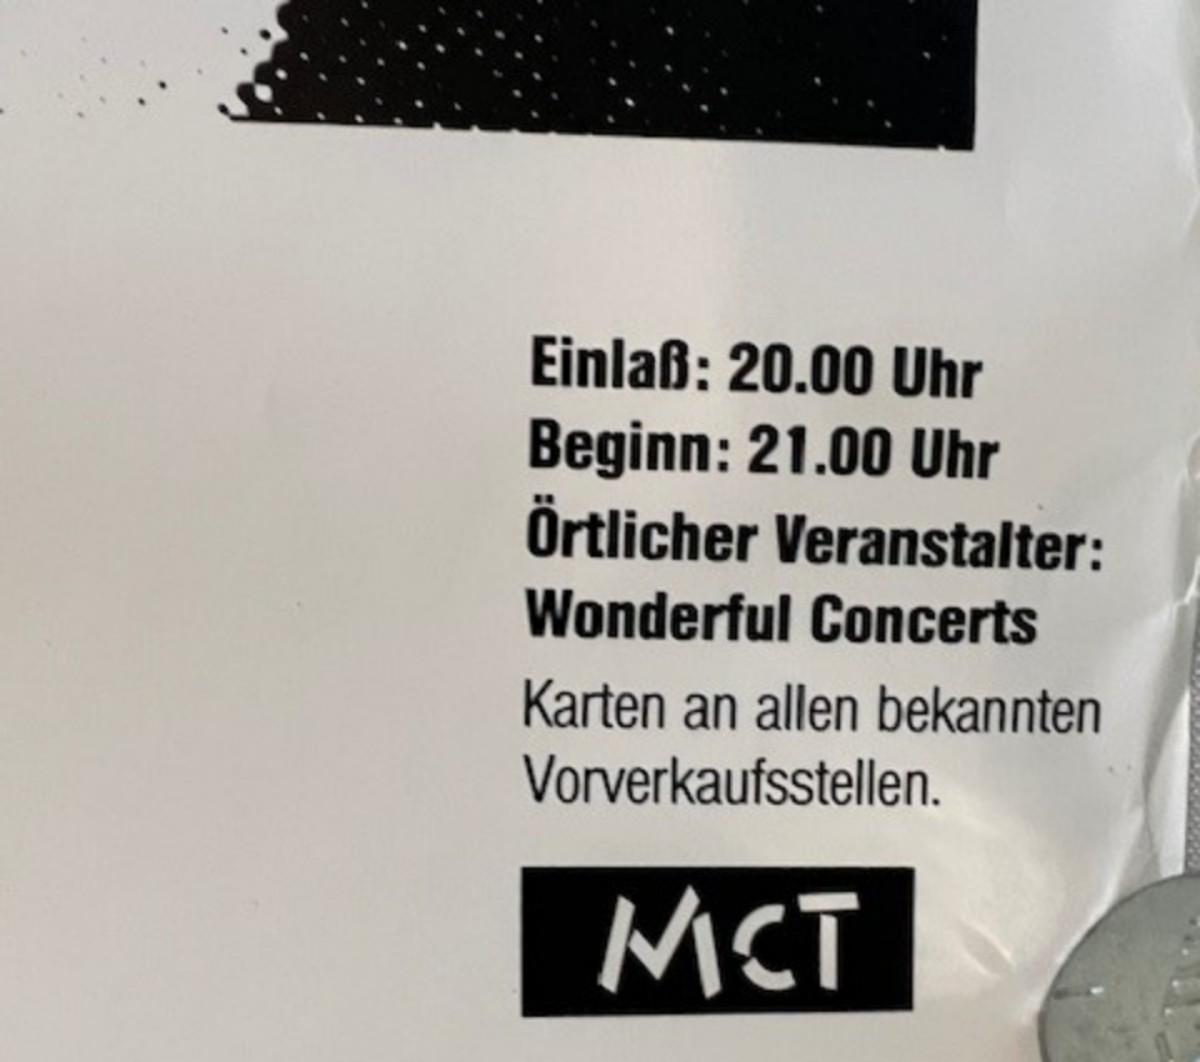 Einlaß: 20.00 Uhr
Beginn: 21.00 Uhr
Örtlicher Veranstalter:
Wonderful Concerts
Karten an allen bekannten
Vorverkaufsstellen.
MCT